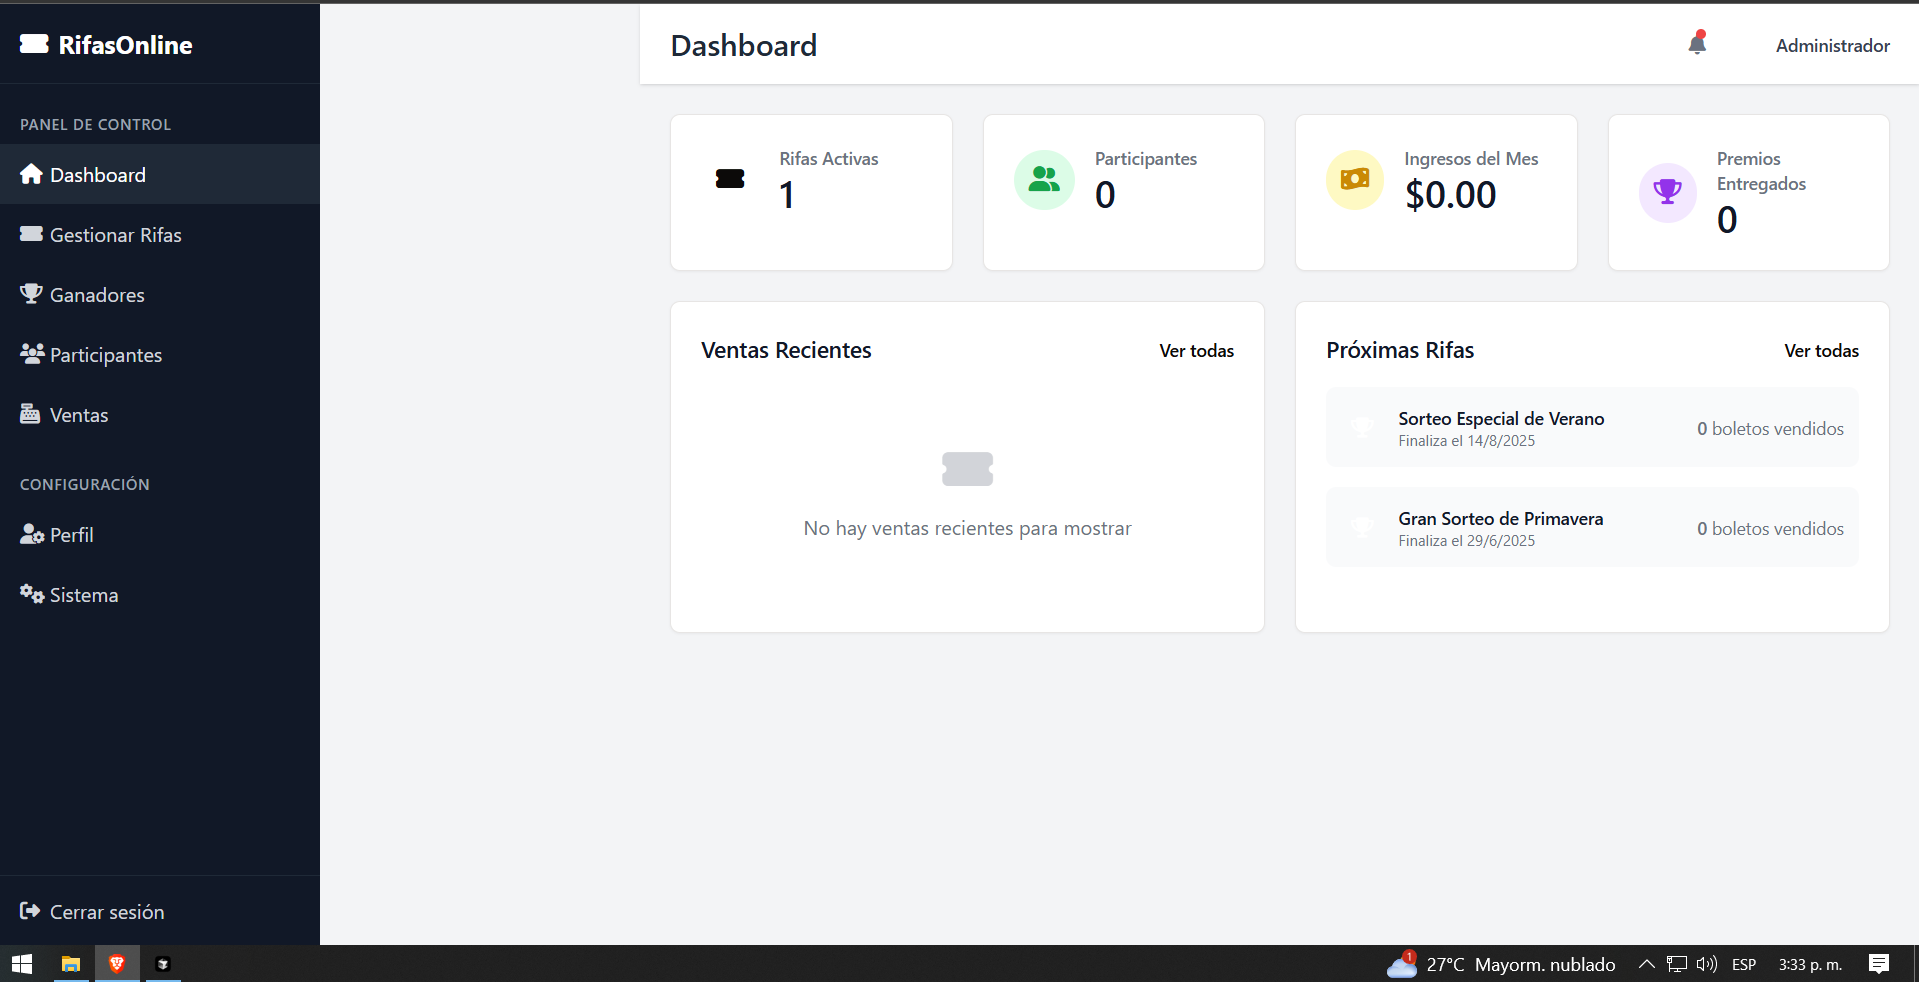 RifasOnline
PANEL DE CONTROL
Dashboard
Gestionar Rifas
Ganadores
Participantes
Ventas
CONFIGURACIÓN
Perfil
Sistema
Cerrar sesión
Dashboard
Administrador
Rifas Activas
1
Participantes
0
Ingresos del Mes
$0.00
Premios
Entregados
0
Ventas Recientes
Ver todas
No hay ventas recientes para mostrar
Próximas Rifas
Ver todas
Sorteo Especial de Verano
Finaliza el 14/8/2025
0 boletos vendidos
Gran Sorteo de Primavera
Finaliza el 29/6/2025
0 boletos vendidos
1
27°C Mayorm. nublado
ESP
3:33 p. m.